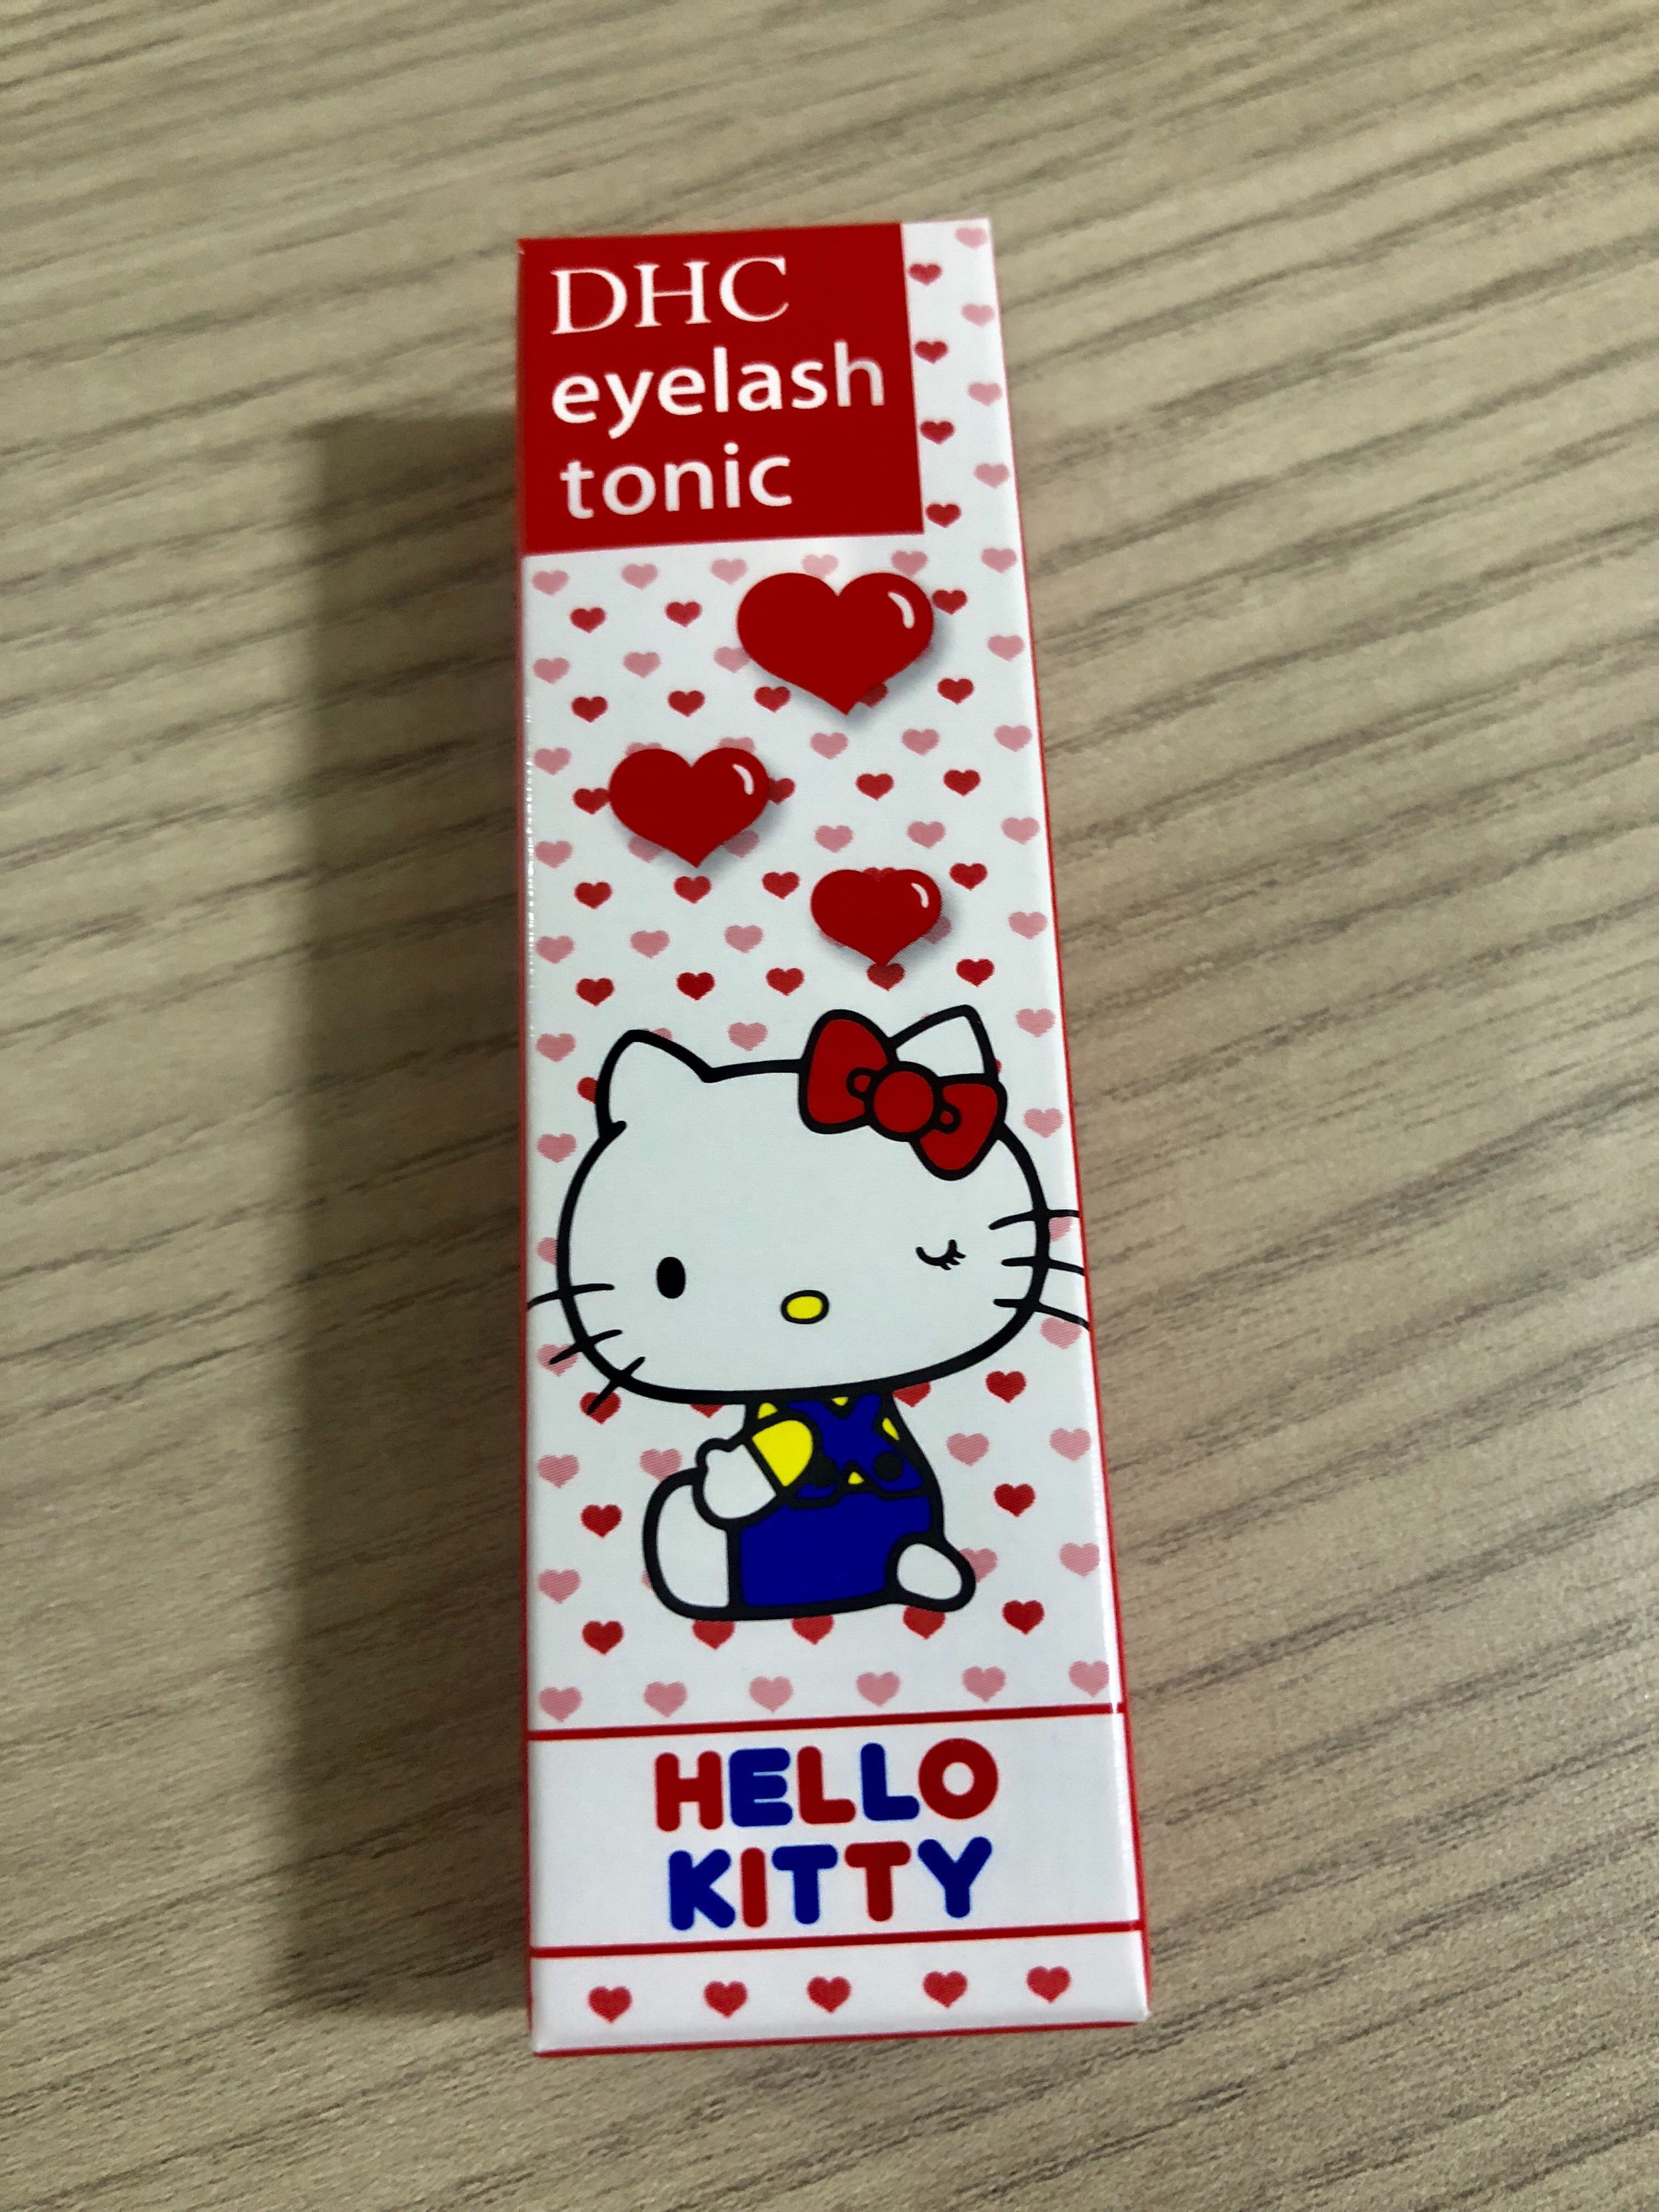 DHC
eyelash
tonic
HELLO
KITTY